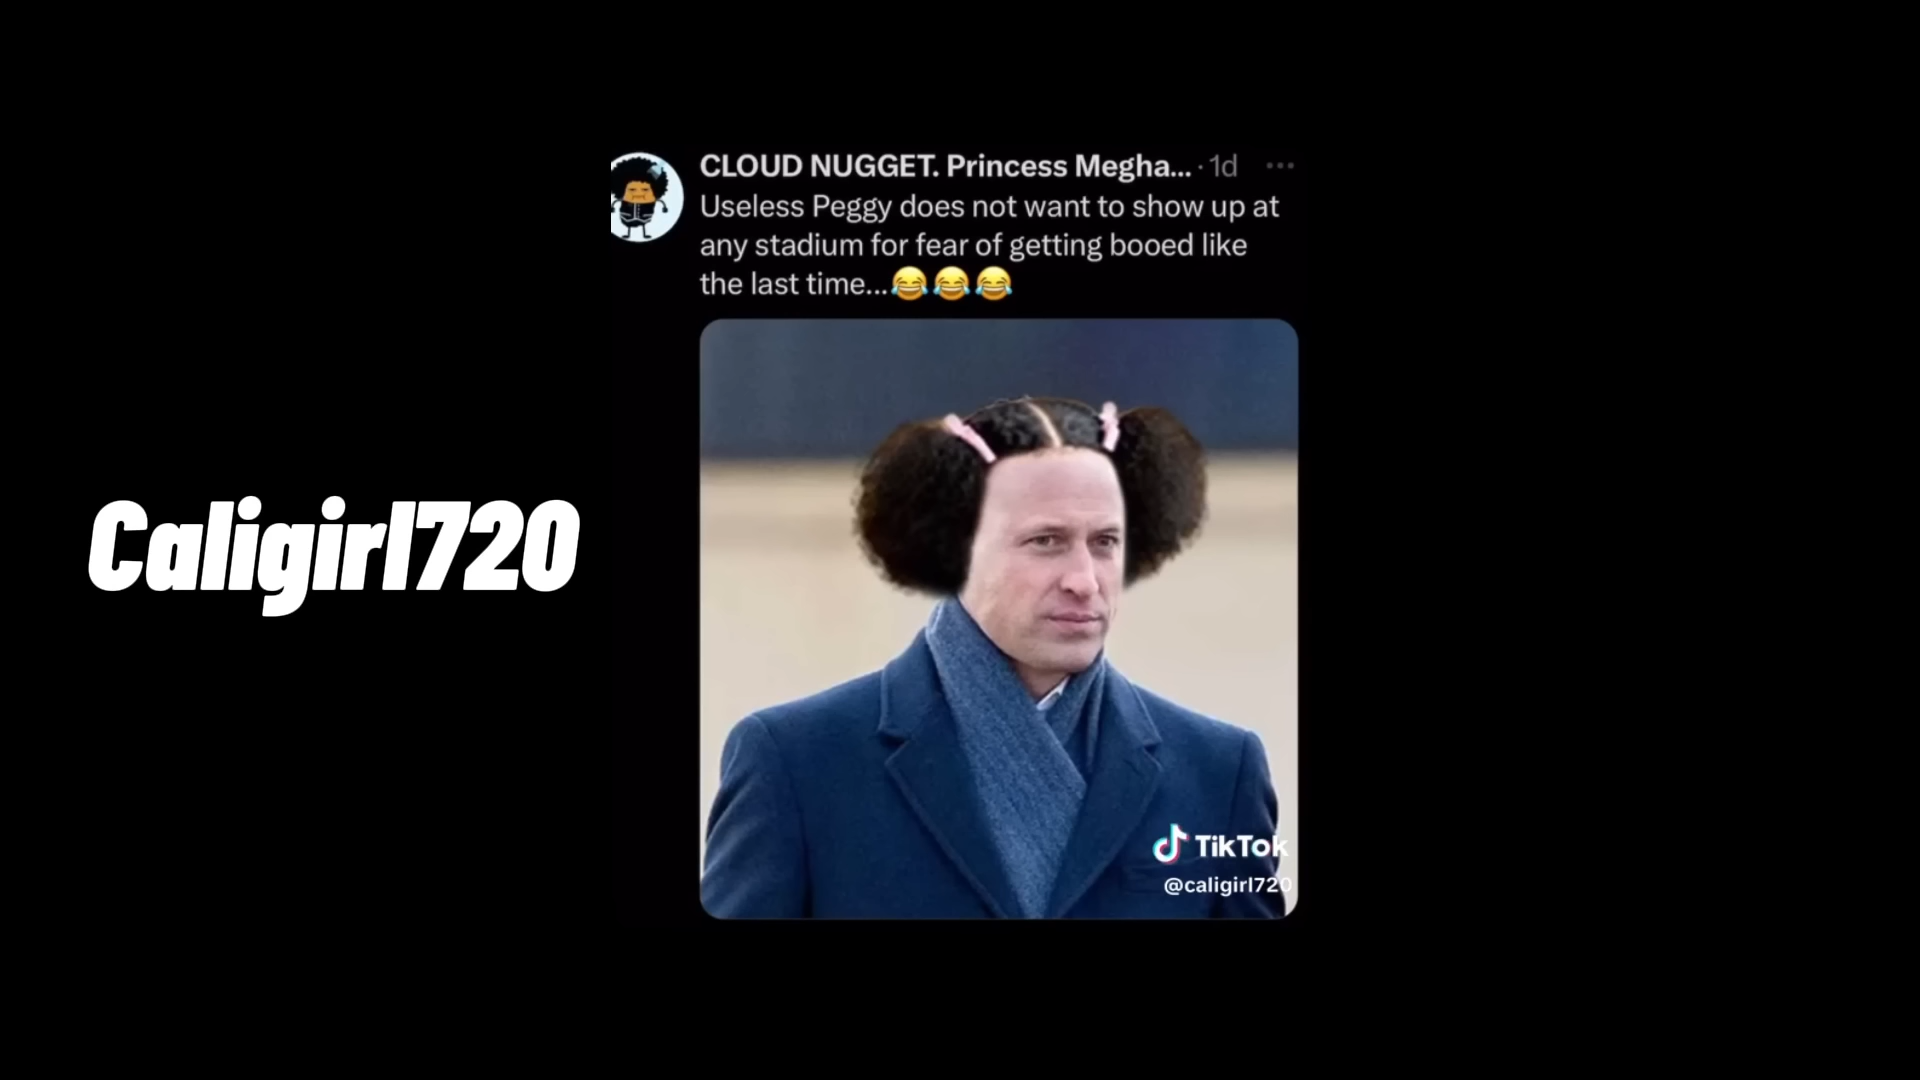 CLOUD NUGGET. Princess Megha... · 1d ...
Useless Peggy does not want to show up at
any stadium for fear of getting booed like
the last time...😂😂😂
Caligirl720
TikTok
@caligirl720